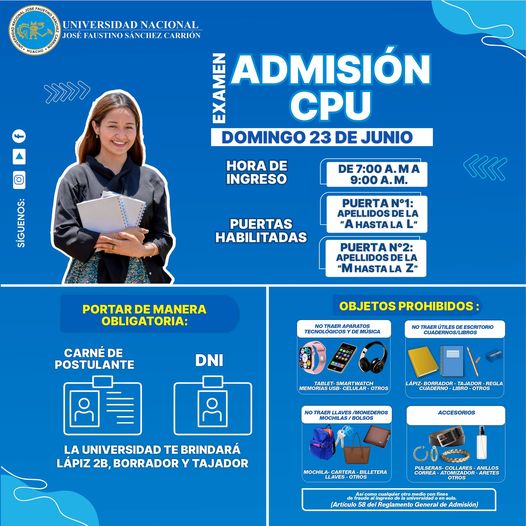 UNIVERSIDAD NACIONAL
JOSÉ FAUSTINO SÁNCHEZ CARRIÓN
EXAMEN
ADMISIÓN
CPU
DOMINGO 23 DE JUNIO
HORA DE
INGRESO
DE 7:00 A. M A
9:00 A. M.
PUERTAS
HABILITADAS
PUERTA N°1:
APELLIDOS DE LA
"A HASTA LA L"
PUERTA N°2:
APELLIDOS DE LA
"M HASTA LA Z"
SÍGUENOS:
PORTAR DE MANERA
OBLIGATORIA:
CARNÉ DE
POSTULANTE
DNI
LA UNIVERSIDAD TE BRINDARÁ
LÁPIZ 2B, BORRADOR Y TAJADOR
OBJETOS PROHIBIDOS :
NO TRAER APARATOS
TECNOLÓGICOS Y DE MÚSICA
TABLET- SMARTWATCH
MEMORIAS USB- CELULAR - OTROS
NO TRAER ÚTILES DE ESCRITORIO
CUADERNOS/LIBROS
LÁPIZ- BORRADOR - TAJADOR - REGLA
CUADERNO - LIBRO - OTROS
NO TRAER LLAVES /MONEDEROS
MOCHILAS / BOLSOS
MOCHILA- CARTERA - BILLETERA
LLAVES - OTROS
ACCESORIOS
PULSERAS- COLLARES - ANILLOS
CORREA - ATOMIZADOR - ARETES
OTROS
Así como cualquier otro medio con fines
de fraude al ingreso de la universidad o en aula.
(Artículo 58 del Reglamento General de Admisión)